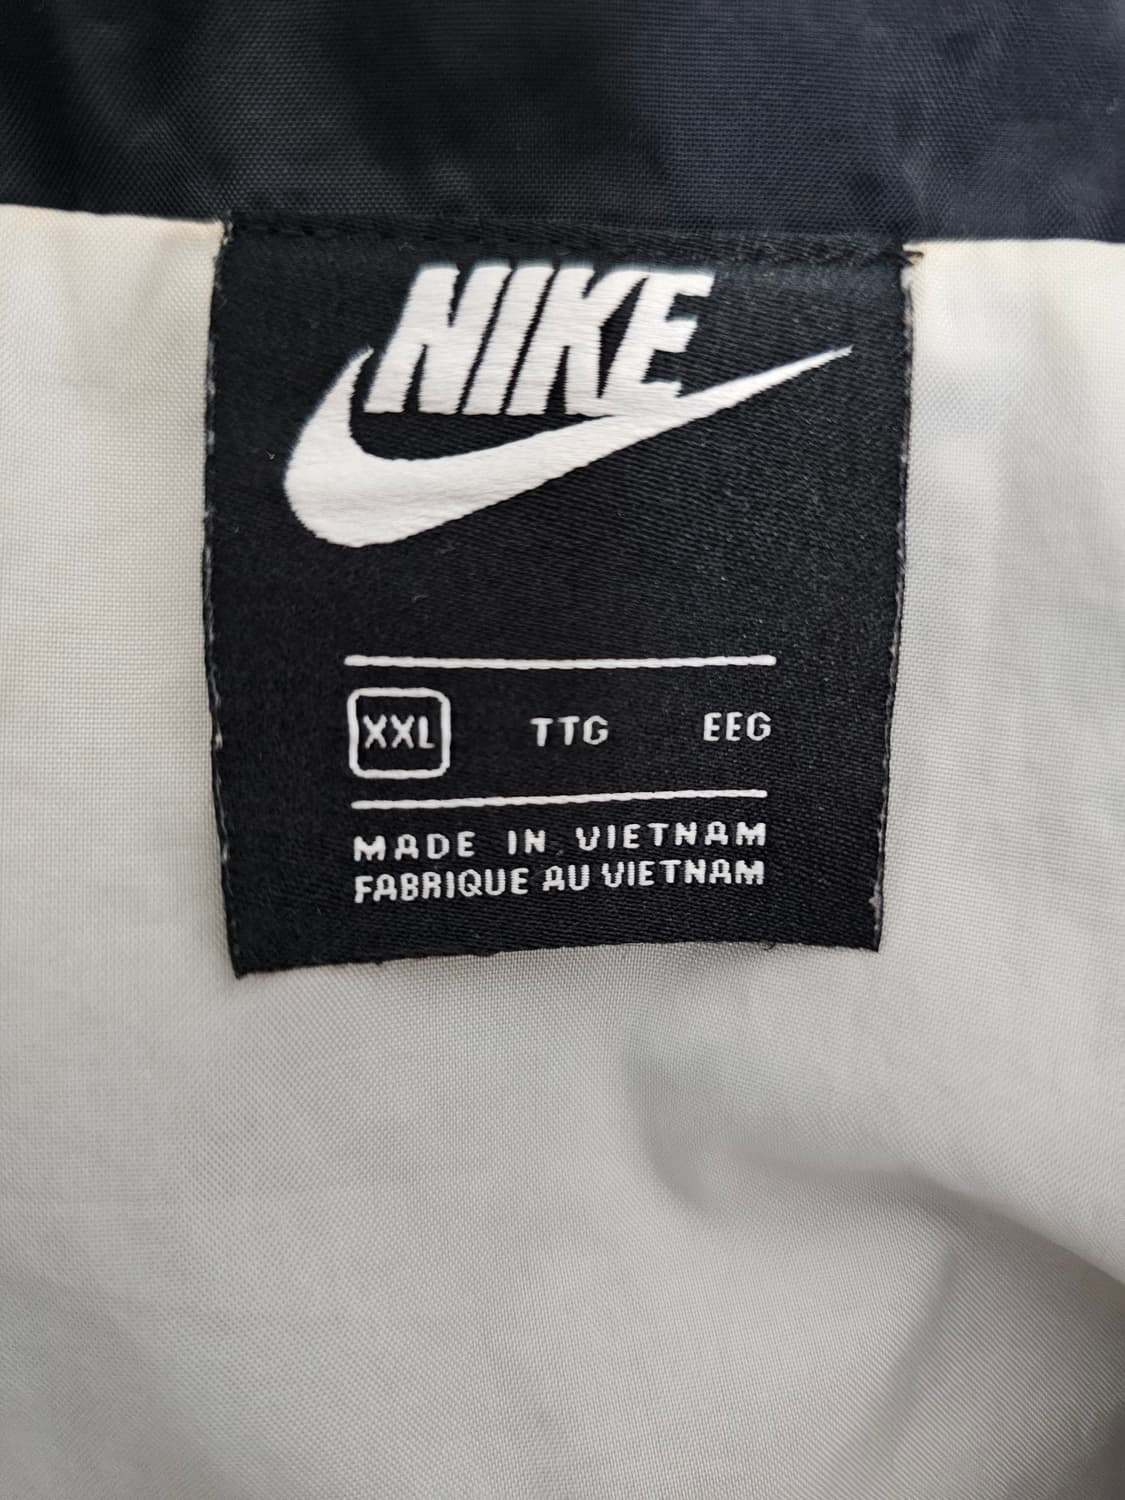 NIKE
XXL TTG EEG
MADE IN VIETNAM
FABRIQUE AU VIETNAM